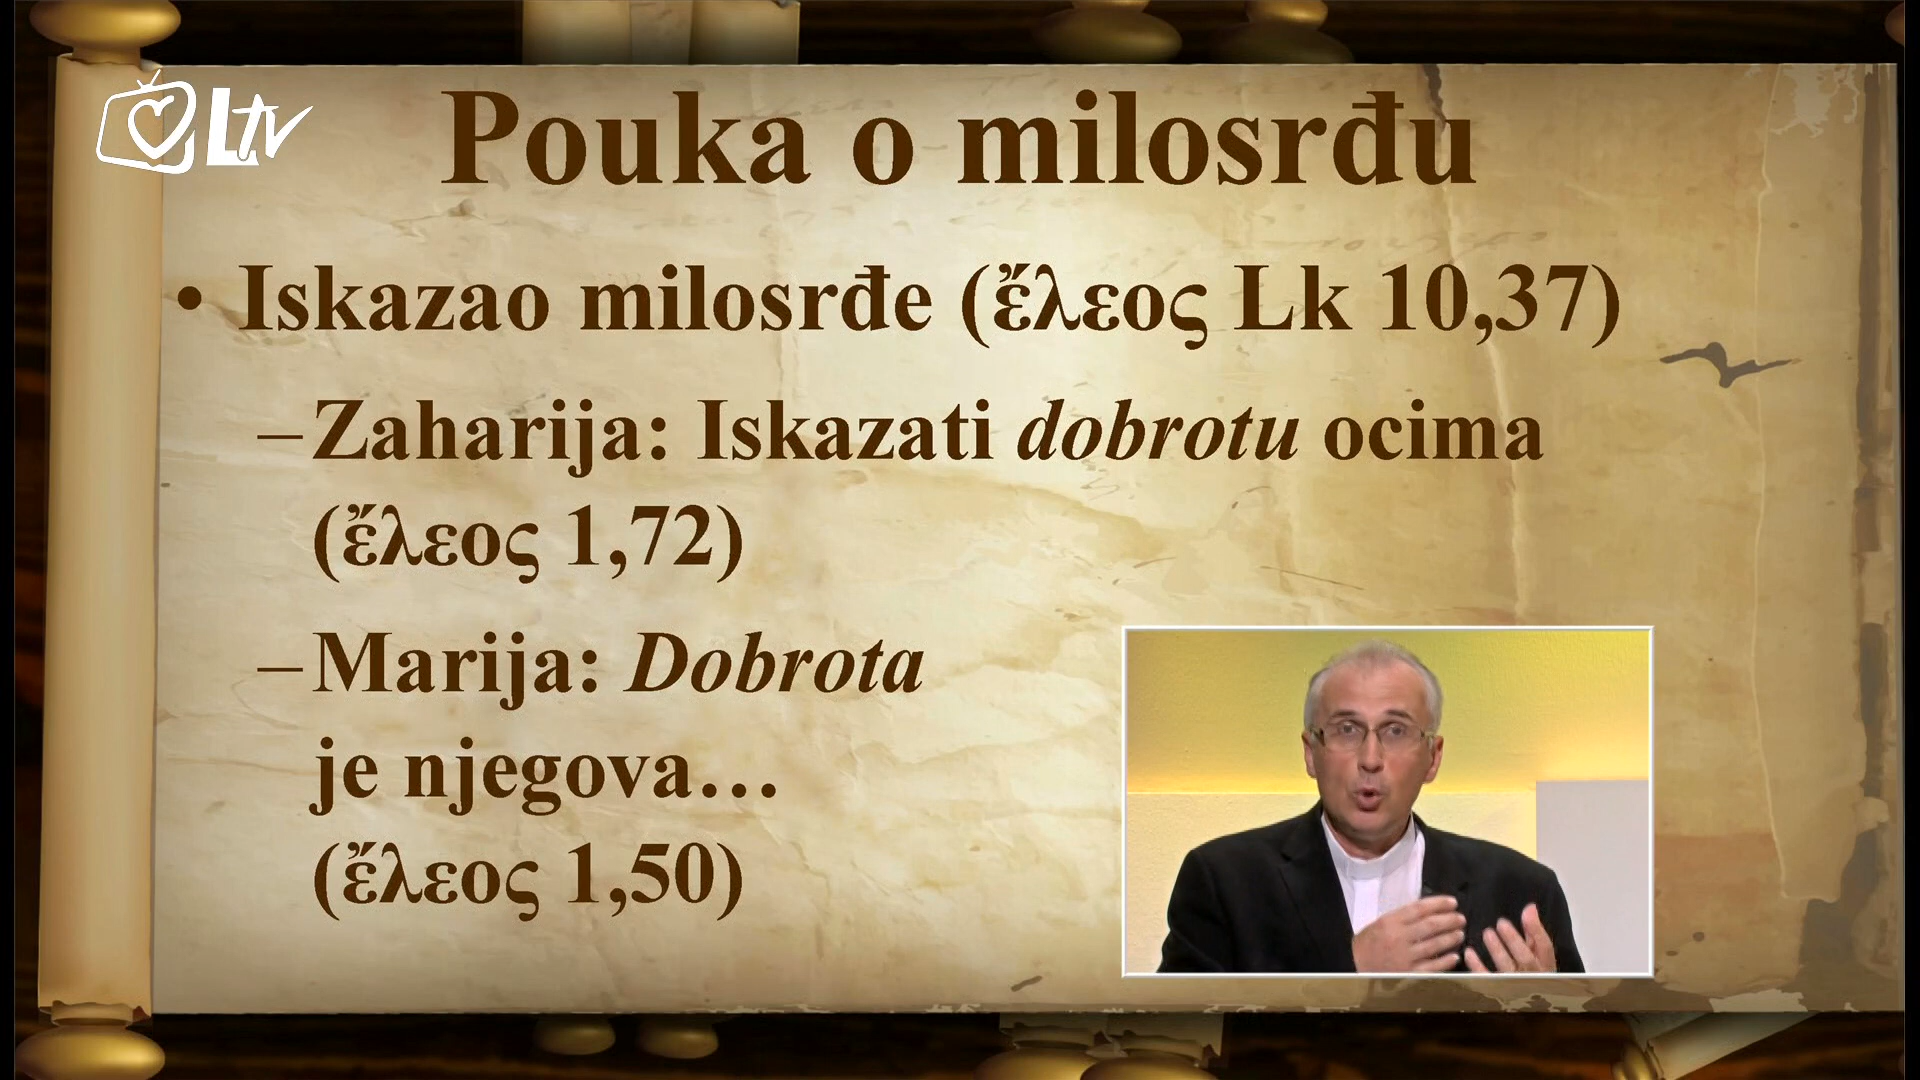 LTV
Pouka o milosrđu
• Iskazao milosrđe (ἔλεος Lk 10,37)
–Zaharija: Iskazati dobrotu ocima
(ἔλεος 1,72)
–Marija: Dobrota
je njegova…
(ἔλεος 1,50)